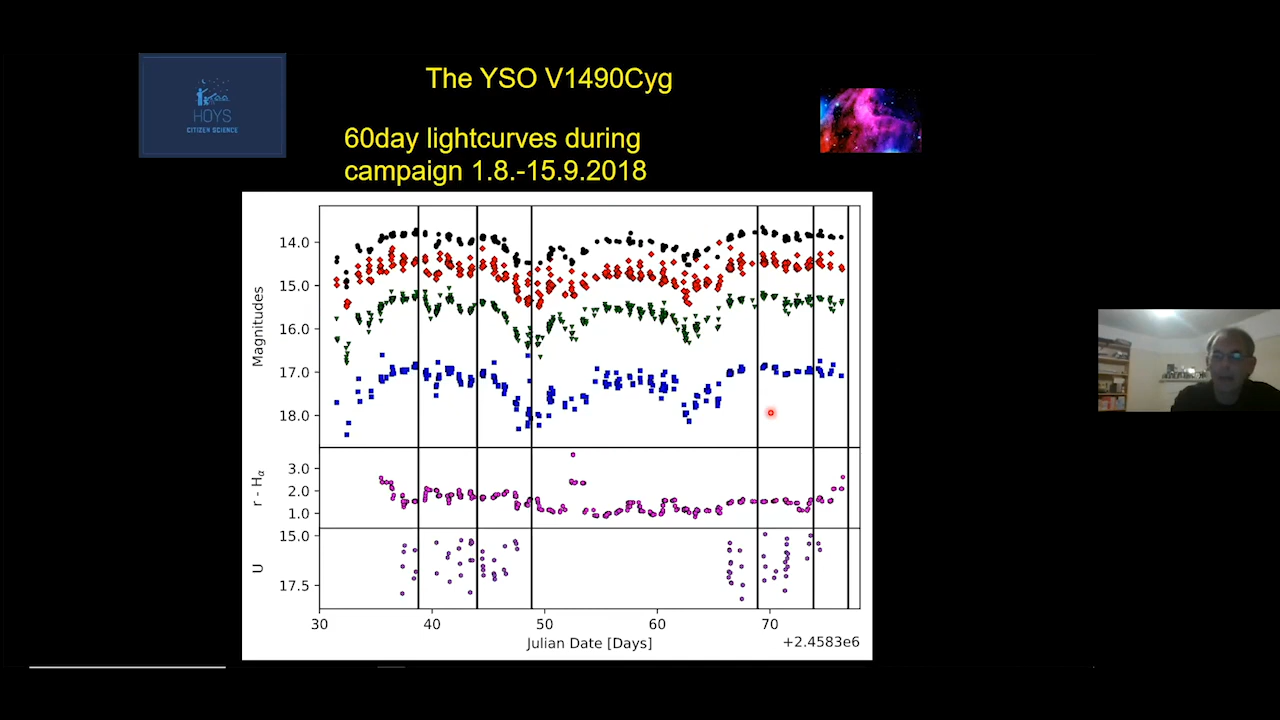 HOYS
CITIZEN SCIENCE
The YSO V1490Cyg
60day lightcurves during
campaign 1.8.-15.9.2018
Magnitudes
14.0
15.0
16.0
17.0
18.0
r - Hα
3.0
2.0
1.0
U
15.0
17.5
30 40 50 60 70
Julian Date [Days]
+2.4583e6